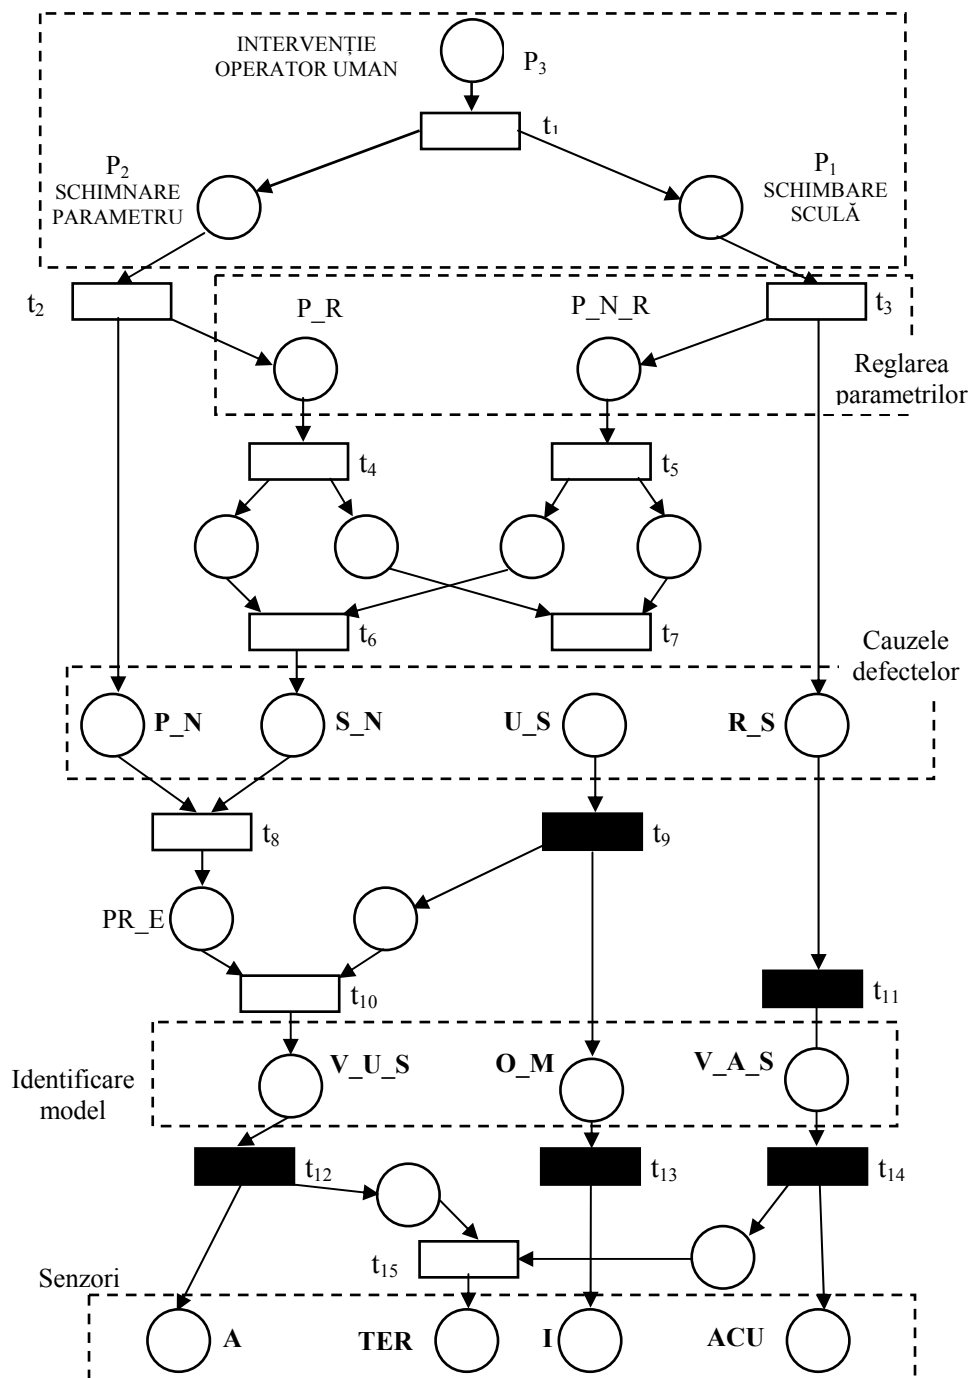 INTERVENȚIE
OPERATOR UMAN
P3
t1
P2
SCHIMNARE
PARAMETRU
P1
SCHIMBARE
SCULĂ
t2
P_R
P_N_R
t3
Reglarea
parametrilor
t4
t5
t6
t7
Cauzele
defectelor
P_N
S_N
U_S
R_S
t8
t9
PR_E
t10
t11
Identificare
model
V_U_S
O_M
V_A_S
t12
t13
t14
t15
Senzori
A
TER
I
ACU